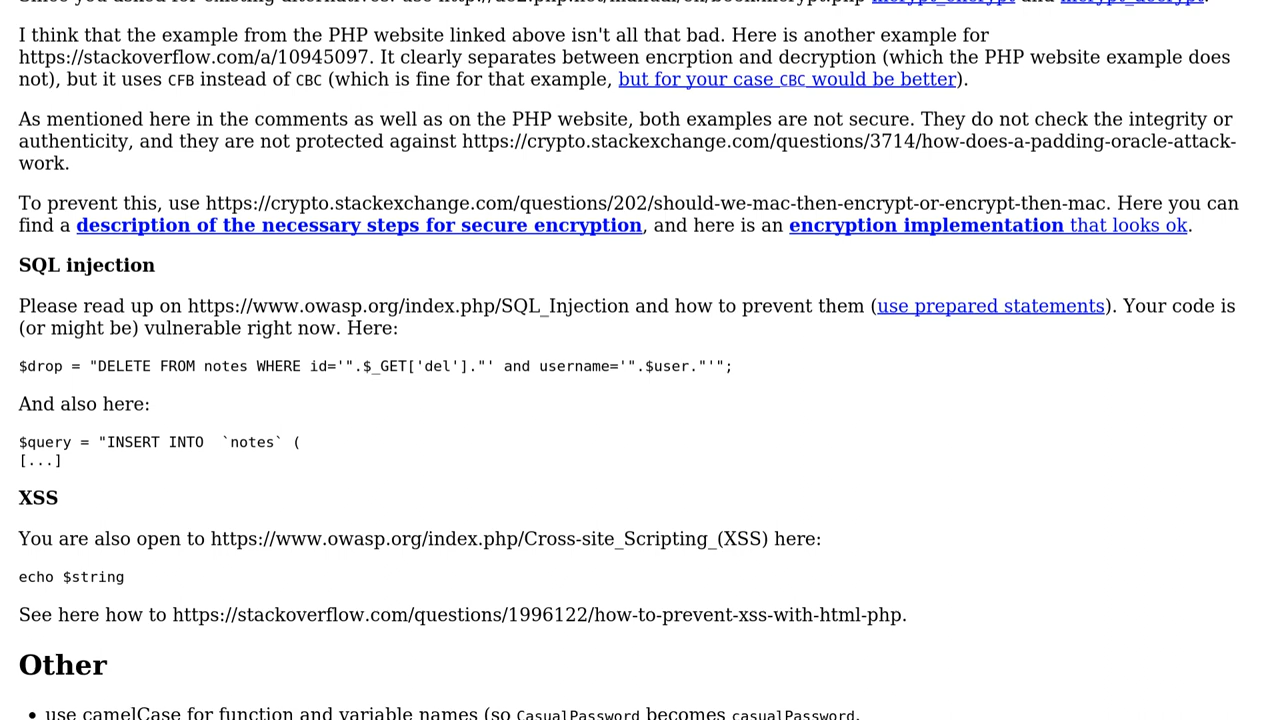 I think that the example from the PHP website linked above isn't all that bad. Here is another example for
https://stackoverflow.com/a/10945097. It clearly separates between encrption and decryption (which the PHP website example does
not), but it uses CFB instead of CBC (which is fine for that example, but for your case CBC would be better).
As mentioned here in the comments as well as on the PHP website, both examples are not secure. They do not check the integrity or
authenticity, and they are not protected against https://crypto.stackexchange.com/questions/3714/how-does-a-padding-oracle-attack-
work.
To prevent this, use https://crypto.stackexchange.com/questions/202/should-we-mac-then-encrypt-or-encrypt-then-mac. Here you can
find a description of the necessary steps for secure encryption, and here is an encryption implementation that looks ok.
SQL injection
Please read up on https://www.owasp.org/index.php/SQL_Injection and how to prevent them (use prepared statements). Your code is
(or might be) vulnerable right now. Here:
$drop = "DELETE FROM notes WHERE id='".$_GET['del']."' and username='".$user."'";
And also here:
$query = "INSERT INTO  `notes` (
[...]
XSS
You are also open to https://www.owasp.org/index.php/Cross-site_Scripting_(XSS) here:
echo $string
See here how to https://stackoverflow.com/questions/1996122/how-to-prevent-xss-with-html-php.
Other
• use camelCase for function and variable names (so CasualPassword becomes casualPassword.